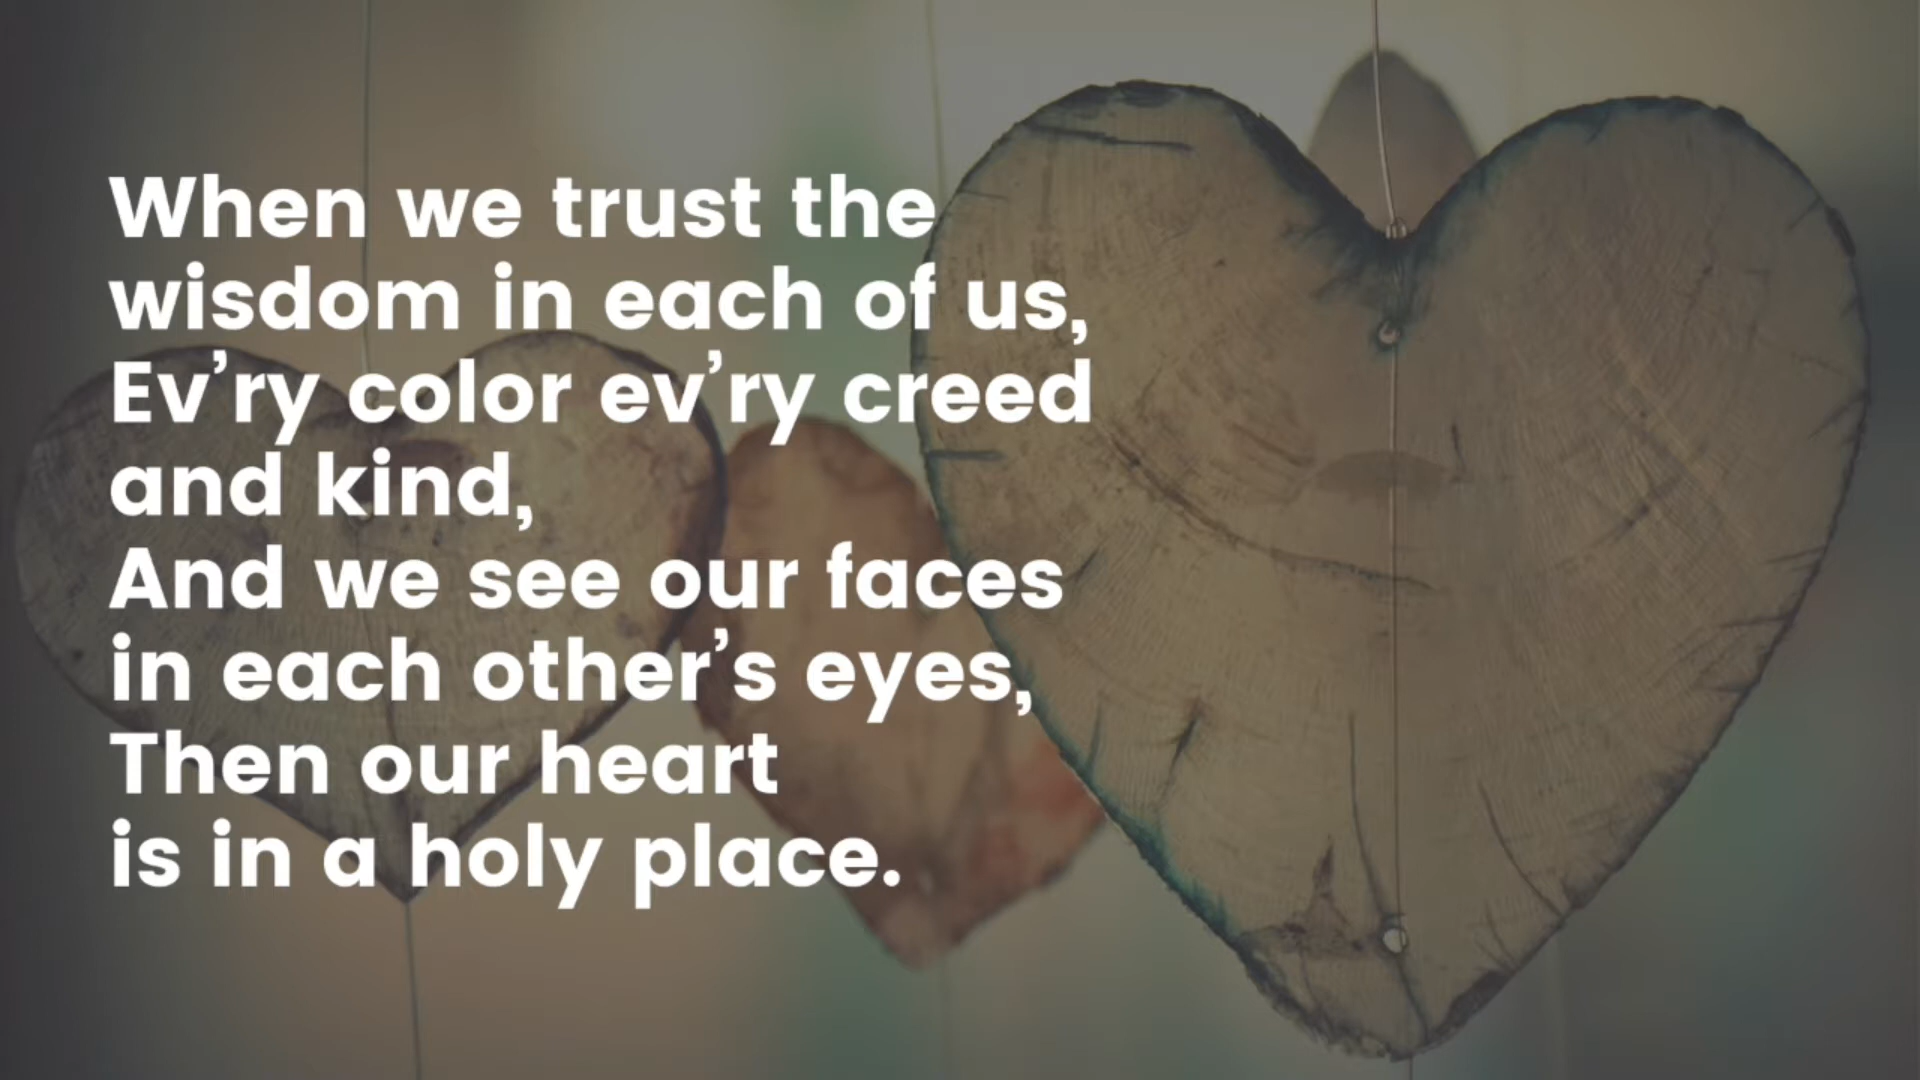 When we trust the
wisdom in each of us,
Ev’ry color ev’ry creed
and kind,
And we see our faces
in each other’s eyes,
Then our heart
is in a holy place.